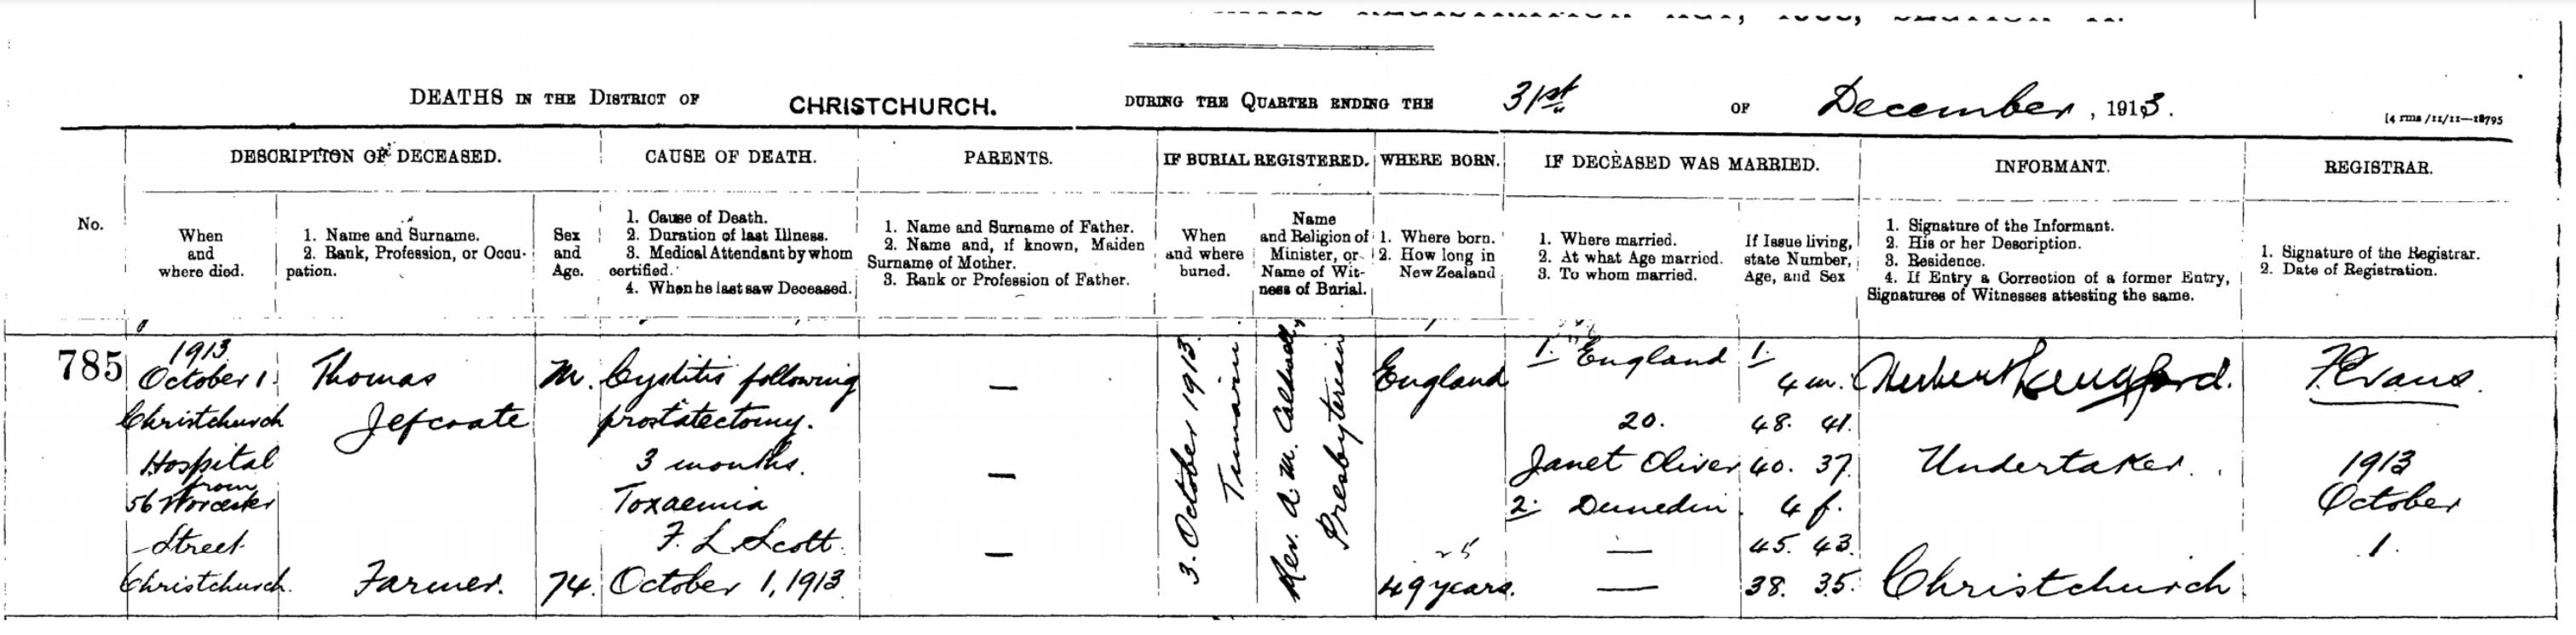 DEATHS IN THE DISTRICT OF CHRISTCHURCH. DURING THE QUARTER ENDING THE 31st OF December, 1913.
[4 rms/11/11—18795
DESCRIPTION OF DECEASED. CAUSE OF DEATH. PARENTS. IF BURIAL REGISTERED. WHERE BORN. IF DECEASED WAS MARRIED. INFORMANT. REGISTRAR.
No.
When
and
where died.
1. Name and Surname.
2. Rank, Profession, or Occu-
pation.
Sex
and
Age.
1. Cause of Death.
2. Duration of last Illness.
3. Medical Attendant by whom
certified.
4. When he last saw Deceased.
1. Name and Surname of Father.
2. Name and, if known, Maiden
Surname of Mother.
3. Rank or Profession of Father.
When
and where
buried.
Name
and Religion of
Minister, or
Name of Wit-
ness of Burial.
1. Where born.
2. How long in
New Zealand
1. Where married.
2. At what Age married.
3. To whom married.
If Issue living,
state Number,
Age, and Sex
1. Signature of the Informant.
2. His or her Description.
3. Residence.
4. If Entry a Correction of a former Entry,
Signatures of Witnesses attesting the same.
1. Signature of the Registrar.
2. Date of Registration.
785
1913
October 1.
Christchurch
Hospital
from
56 Worcester
Street
Christchurch.
Thomas
Jefcoate
Farmer.
M.
74.
Cystitis following
prostatectomy.
3 months.
Toxaemia
F. L. Scott.
October 1, 1913.
—
—
—
3. October 1913.
Timaru
Rev. A. M.
Presbyterian
England
49 years.
1. England
20.
Janet Oliver
2. Dunedin.
—
—
1.
4 m.
48. 41.
40. 37.
4 f.
45. 43.
38. 35.
Herbert Langford.
Undertaker.
Christchurch
F. Evans.
1913
October
1.